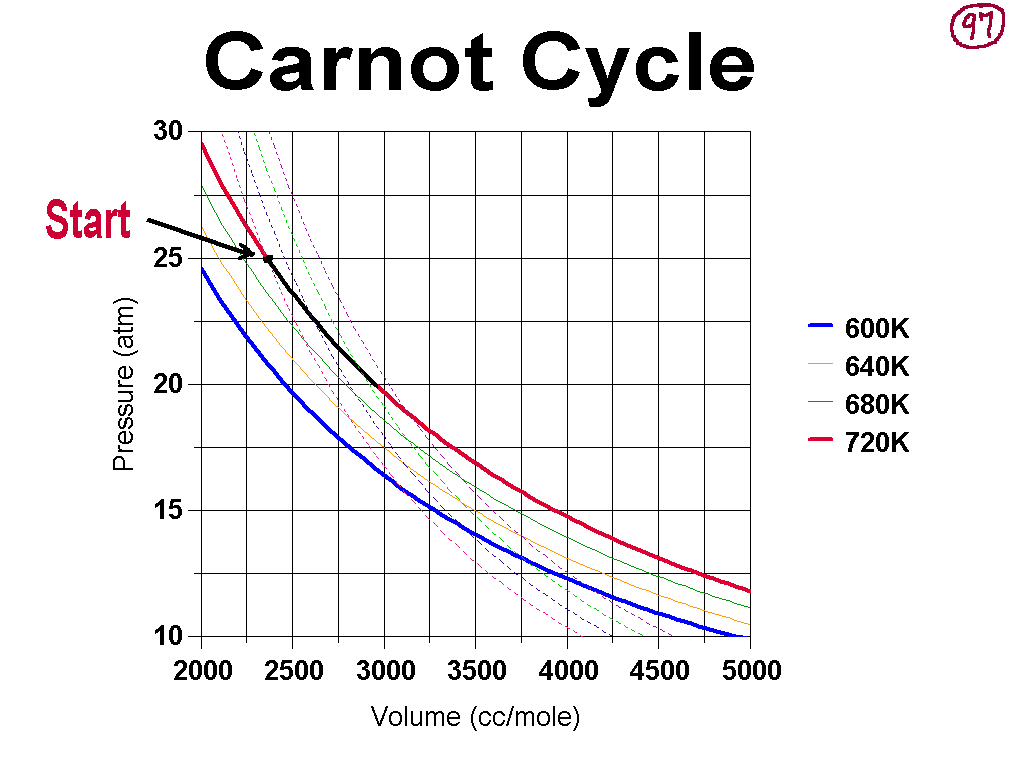 97
Carnot Cycle
30
Start
25
20
15
10
Pressure (atm)
2000 2500 3000 3500 4000 4500 5000
Volume (cc/mole)
600K
640K
680K
720K